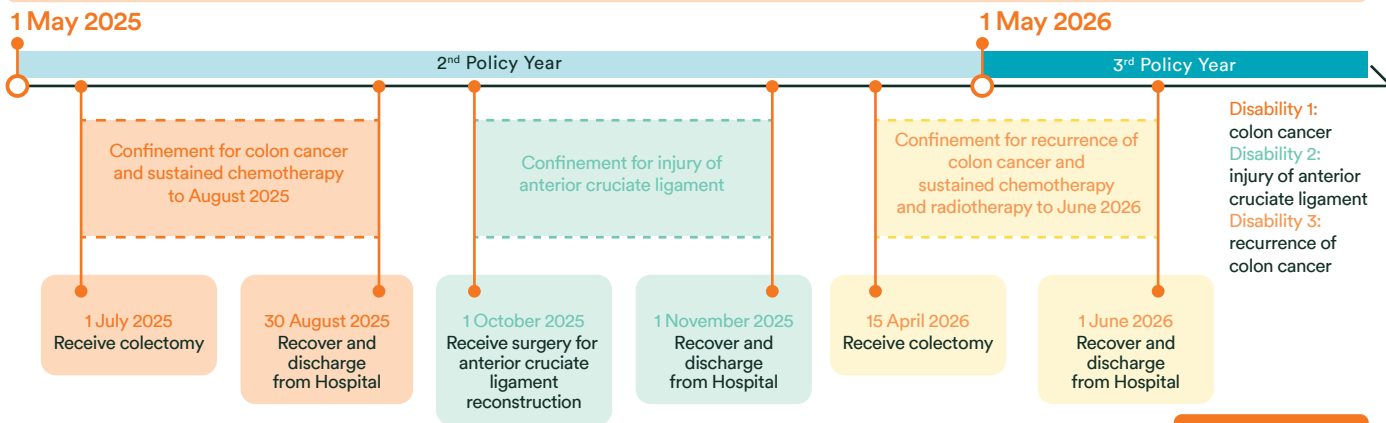 1 May 2025
1 May 2026
2nd Policy Year
3rd Policy Year
Confinement for colon cancer
and sustained chemotherapy
to August 2025
Confinement for injury of
anterior cruciate ligament
Confinement for recurrence of
colon cancer and
sustained chemotherapy
and radiotherapy to June 2026
Disability 1:
colon cancer
Disability 2:
injury of anterior
cruciate ligament
Disability 3:
recurrence of
colon cancer
1 July 2025
Receive colectomy
30 August 2025
Recover and
discharge
from Hospital
1 October 2025
Receive surgery for
anterior cruciate
ligament
reconstruction
1 November 2025
Recover and
discharge
from Hospital
15 April 2026
Receive colectomy
1 June 2026
Recover and
discharge
from Hospital